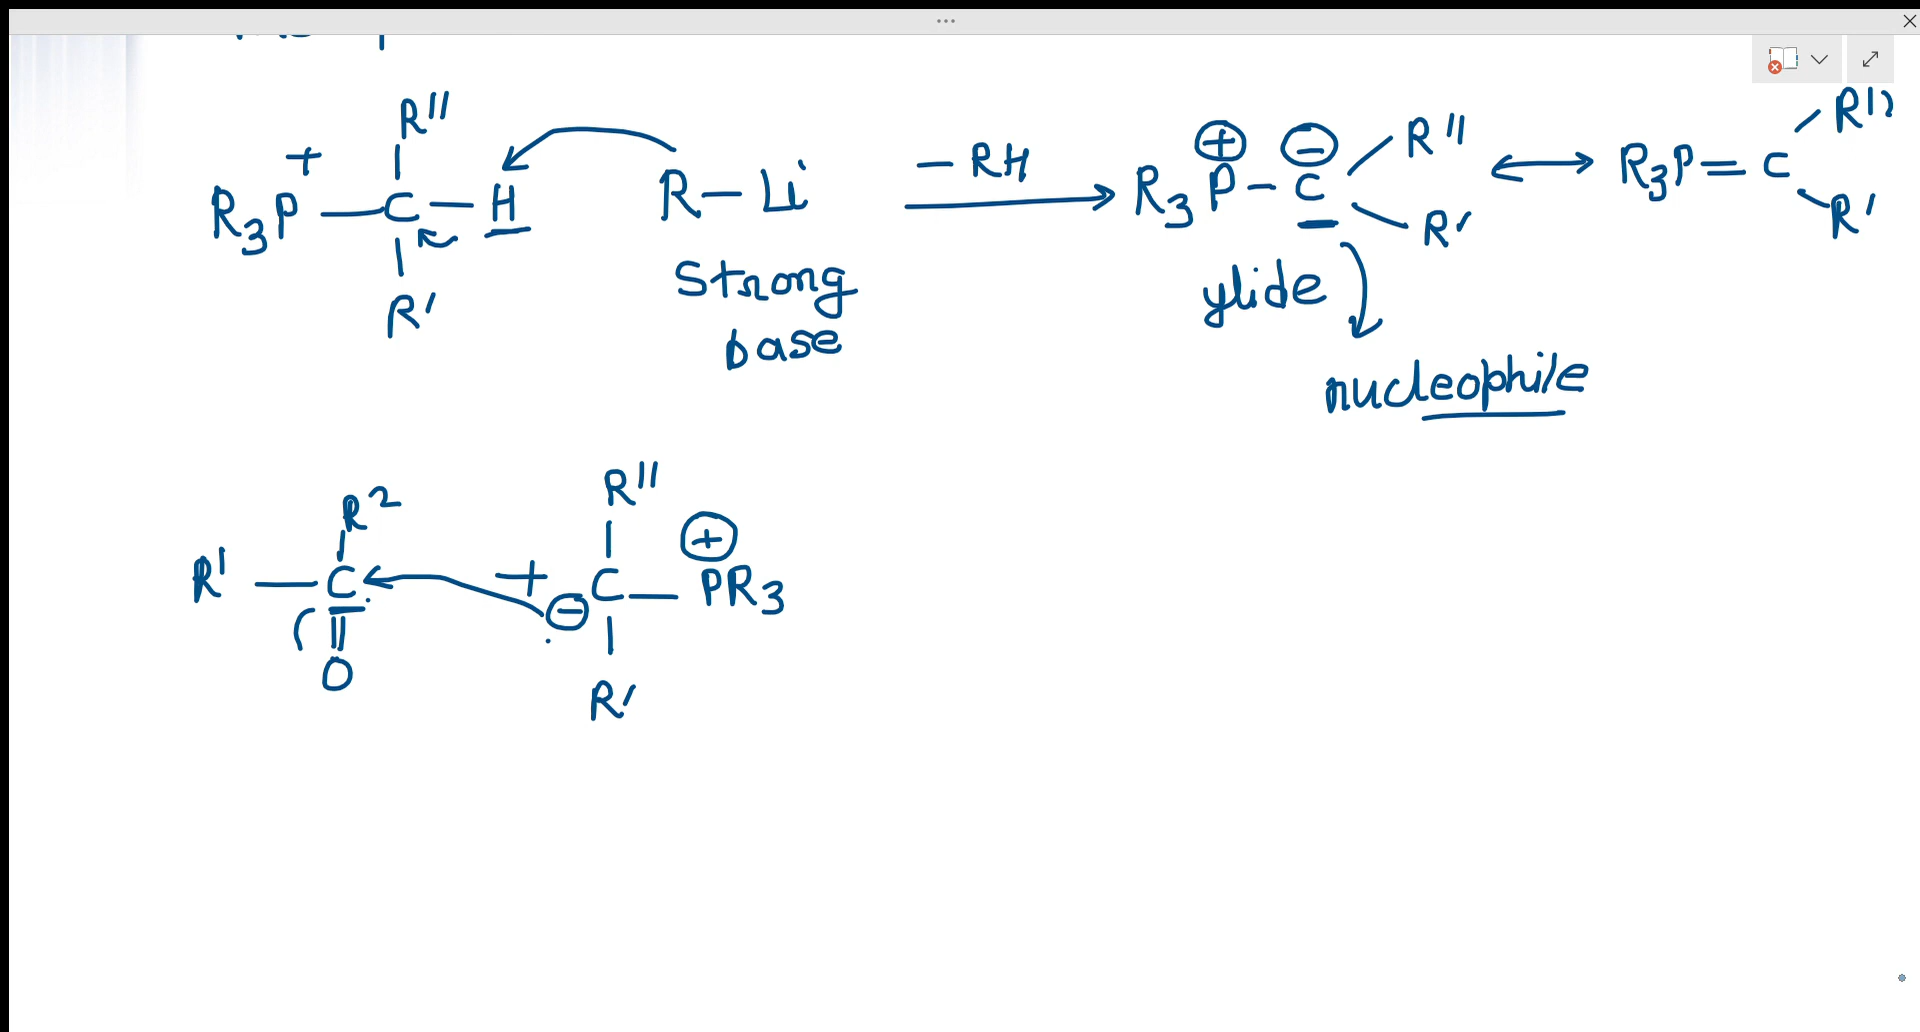 R''
+
R₃P — C — H R — Li — RH R₃P⊕ — C⊖ R'' R' ↔ R₃P = C R'' R'
R'
Strong
base
ylide
nucleophile
R² R''
R' — C + ⊖ C — PR₃ ⊕
O R'